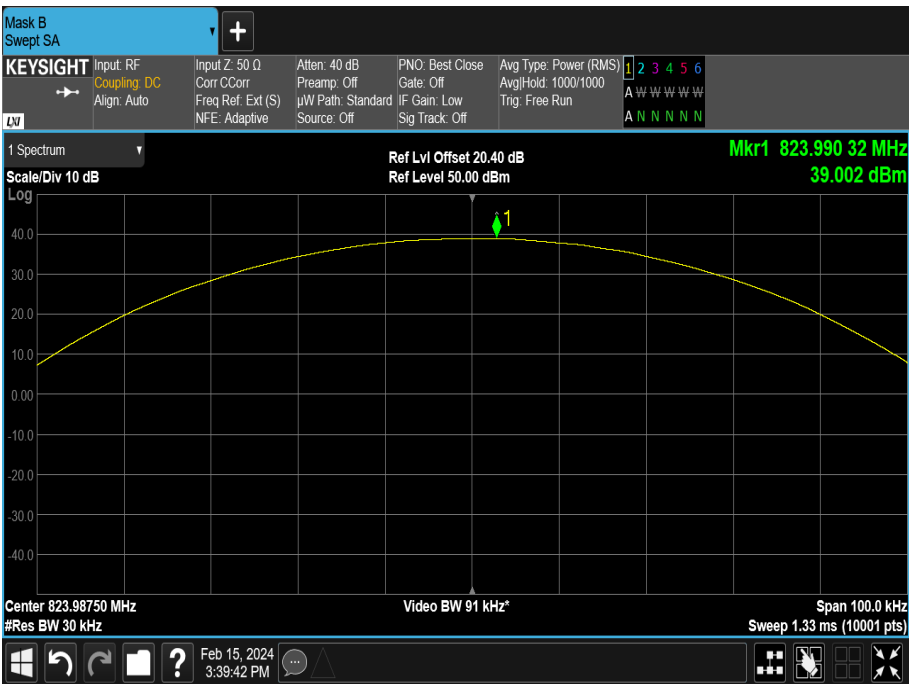 Mask B
Swept SA
KEYSIGHT
LXI
Input: RF
Coupling: DC
Align: Auto
Input Z: 50 Ω
Corr CCorr
Freq Ref: Ext (S)
NFE: Adaptive
Atten: 40 dB
Preamp: Off
µW Path: Standard
Source: Off
PNO: Best Close
Gate: Off
IF Gain: Low
Sig Track: Off
Avg Type: Power (RMS)
Avg|Hold: 1000/1000
Trig: Free Run
1 2 3 4 5 6
A W W W W W
A N N N N N
1 Spectrum
Scale/Div 10 dB
Log
Ref Lvl Offset 20.40 dB
Ref Level 50.00 dBm
Mkr1 823.990 32 MHz
39.002 dBm
1
40.0
30.0
20.0
10.0
0.00
-10.0
-20.0
-30.0
-40.0
Center 823.98750 MHz
#Res BW 30 kHz
Video BW 91 kHz*
Span 100.0 kHz
Sweep 1.33 ms (10001 pts)
?
Feb 15, 2024
3:39:42 PM